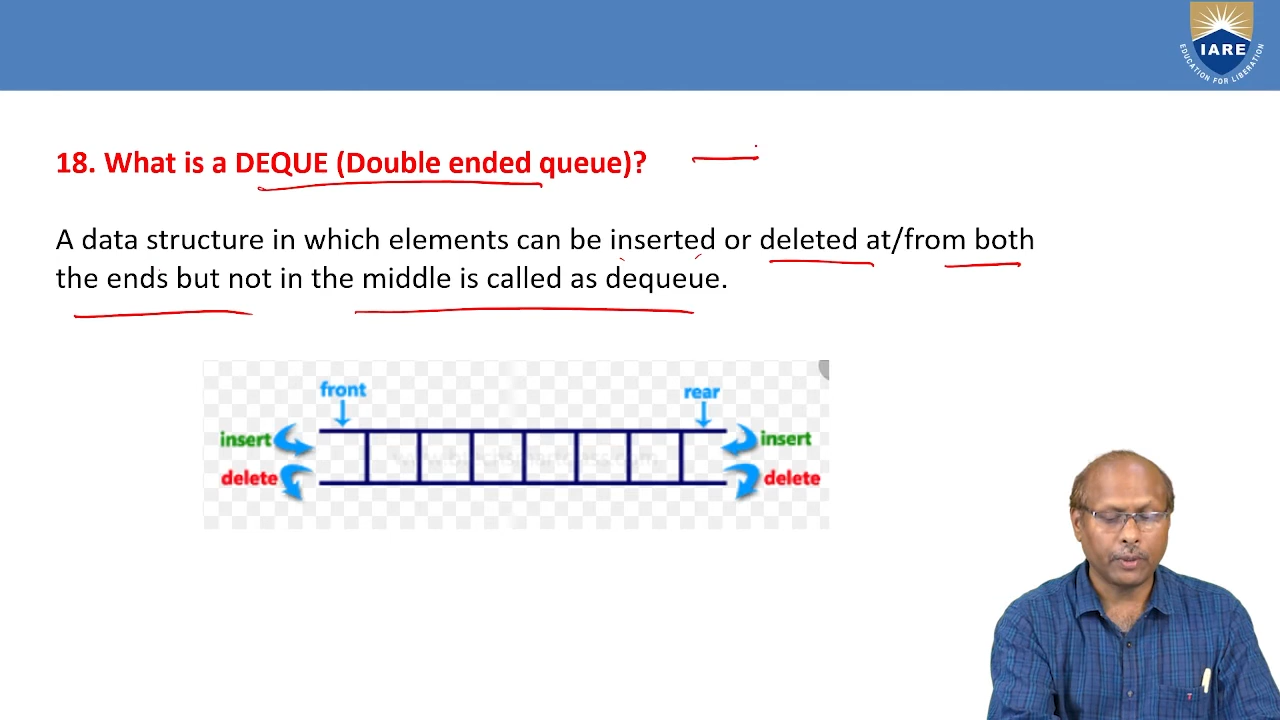 IARE
EDUCATION FOR LIBERATION
18. What is a DEQUE (Double ended queue)?
A data structure in which elements can be inserted or deleted at/from both
the ends but not in the middle is called as dequeue.
front
rear
insert
insert
delete
delete